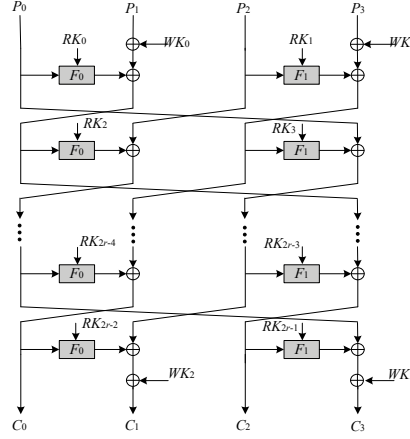 P0 P1 P2 P3
WK0 WK
RK0 RK1
F0 F1
RK2 RK3
F0 F1
RK2r-4 RK2r-3
F0 F1
RK2r-2 RK2r-1
F0 F1
WK2 WK
C0 C1 C2 C3